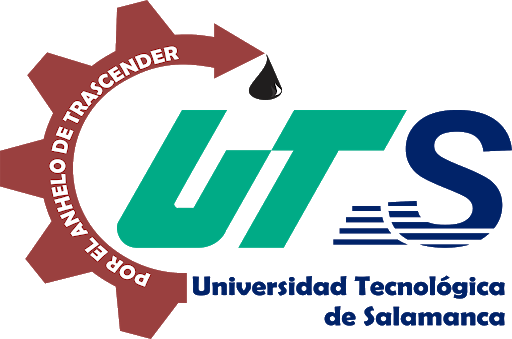 POR EL ANHELO DE TRASCENDER
UTS
Universidad Tecnológica
de Salamanca